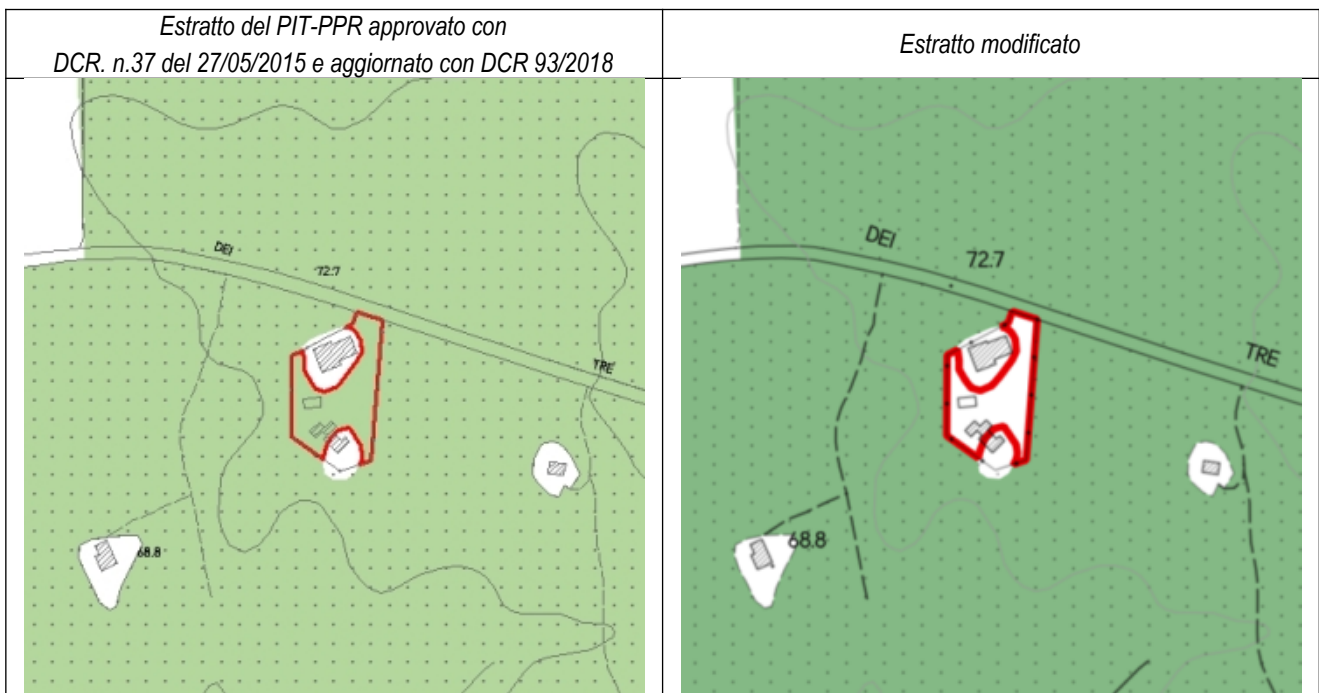 Estratto del PIT-PPR approvato con
DCR. n.37 del 27/05/2015 e aggiornato con DCR 93/2018
Estratto modificato
DEI
72.7
TRE
68.8
DEI
72.7
TRE
68.8